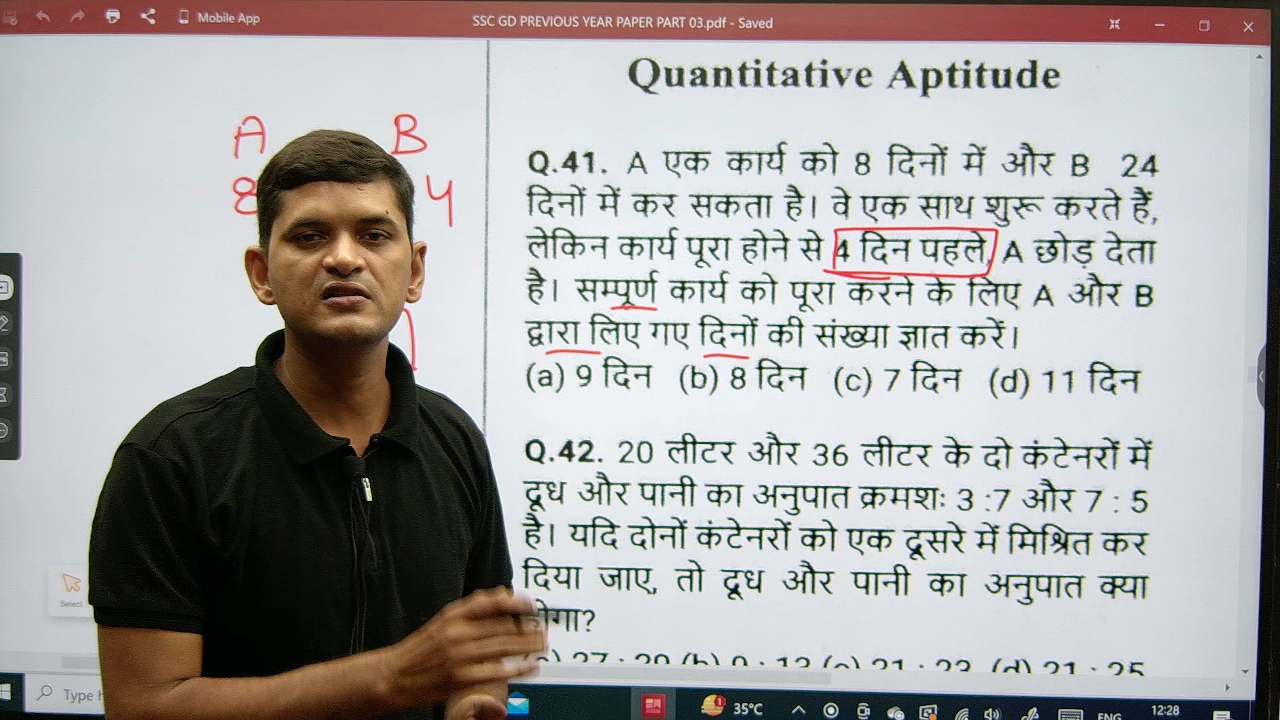 Mobile App
SSC GD PREVIOUS YEAR PAPER PART 03.pdf - Saved
Quantitative Aptitude
A B
8 4
Q.41. A एक कार्य को 8 दिनों में और B 24
दिनों में कर सकता है। वे एक साथ शुरू करते हैं,
लेकिन कार्य पूरा होने से 4 दिन पहले, A छोड़ देता
है। सम्पूर्ण कार्य को पूरा करने के लिए A और B
द्वारा लिए गए दिनों की संख्या ज्ञात करें।
(a) 9 दिन (b) 8 दिन (c) 7 दिन (d) 11 दिन
Q.42. 20 लीटर और 36 लीटर के दो कंटेनरों में
दूध और पानी का अनुपात क्रमशः 3 :7 और 7 : 5
है। यदि दोनों कंटेनरों को एक दूसरे में मिश्रित कर
दिया जाए, तो दूध और पानी का अनुपात क्या
होगा?
Select
Type
35°C
ENG
12:28